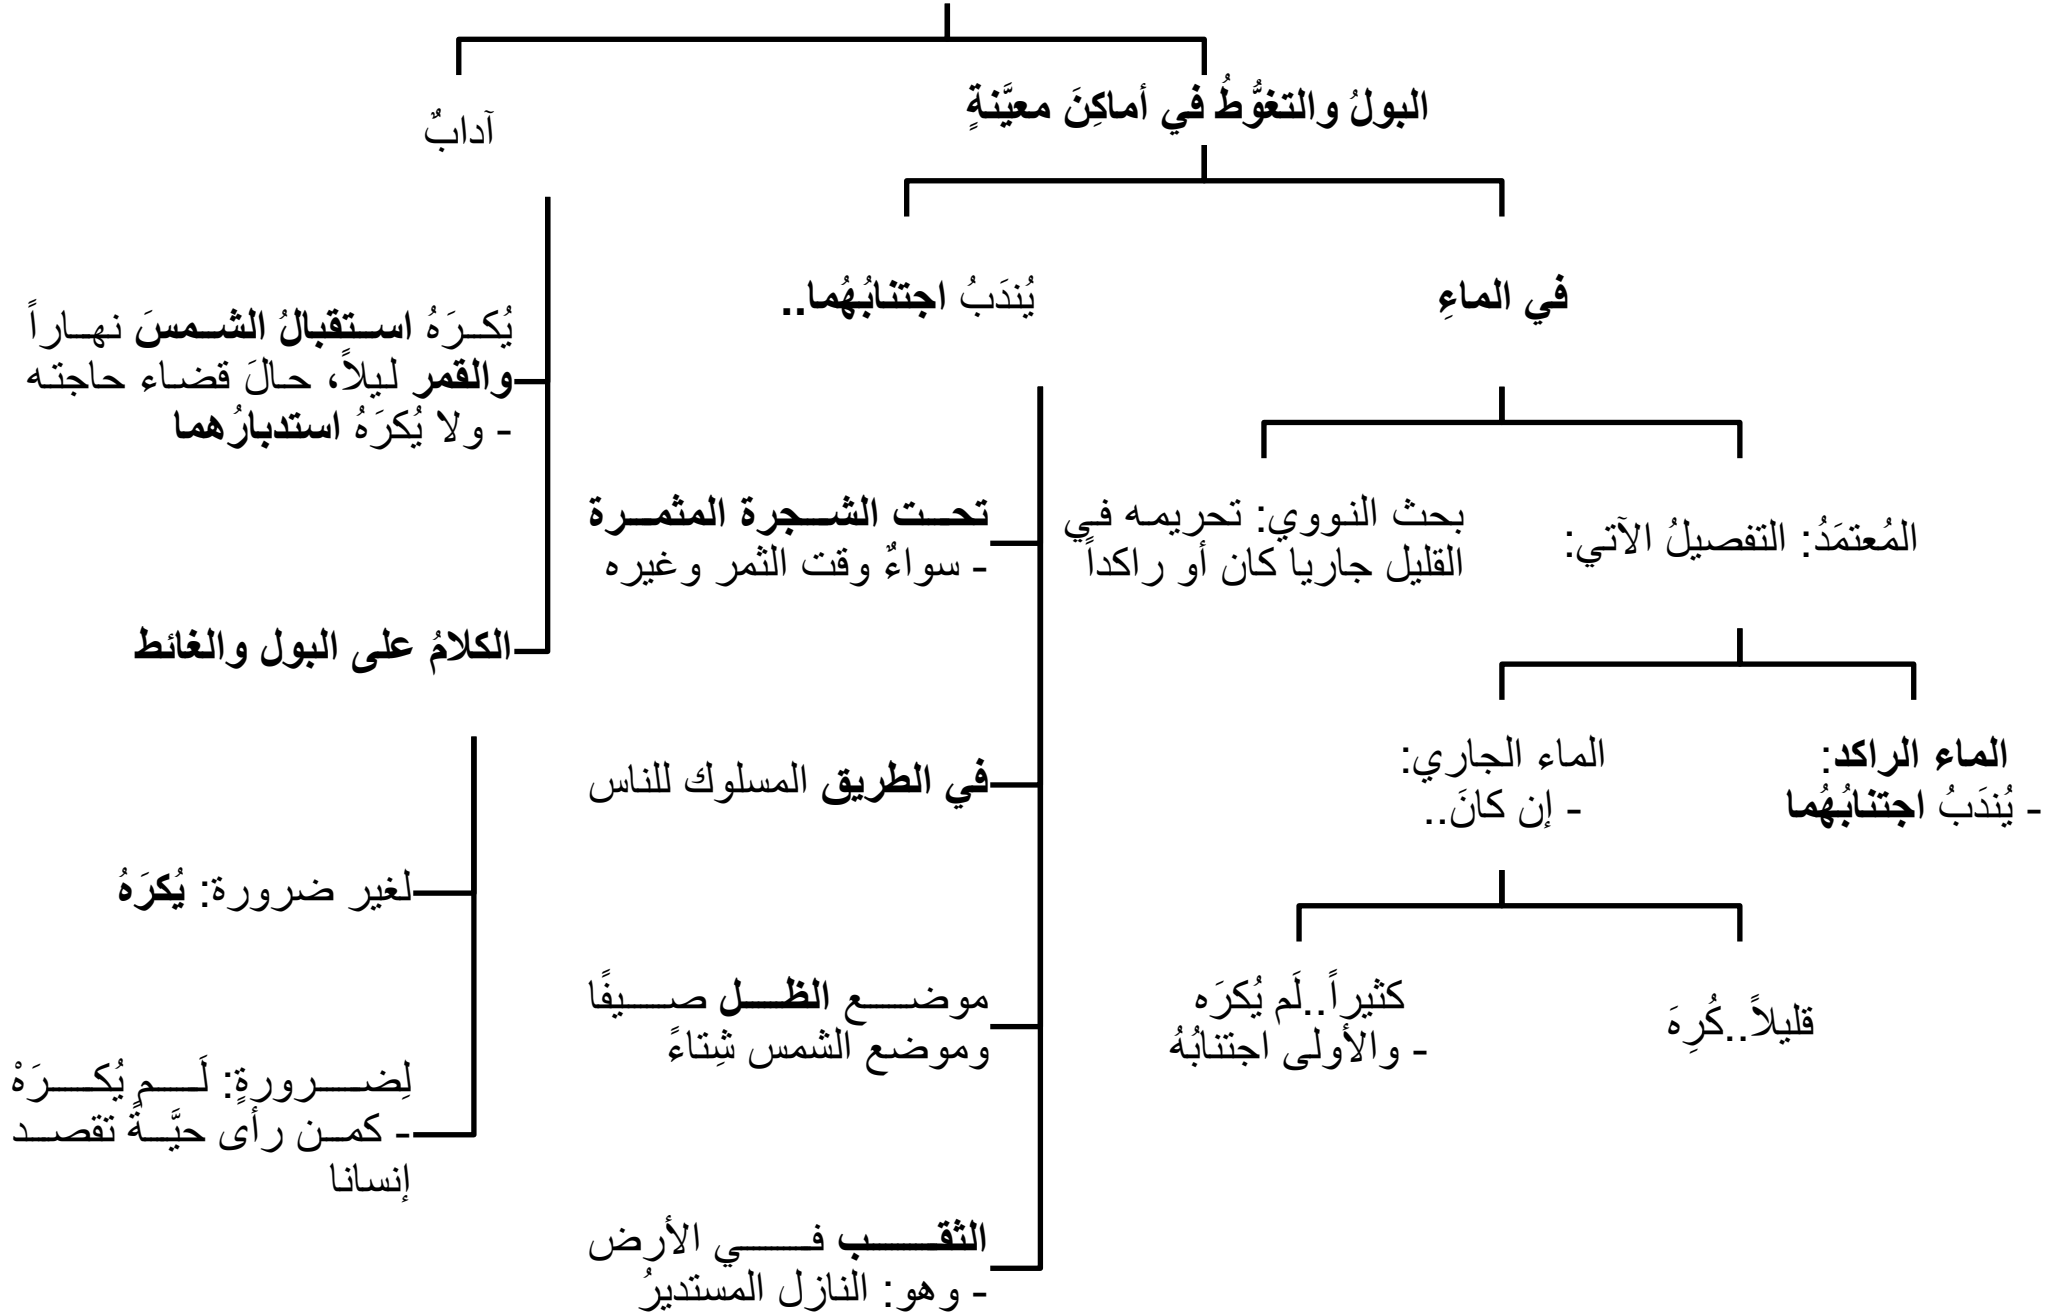 البولُ والتغوُّطُ في أماكِنَ معيَّنةٍ
آدابٌ
في الماءِ
يُندَبُ اجتنابُهُما..
يُكرَهُ استقبالُ الشمسَ نهاراً
والقمر ليلاً، حالَ قضاء حاجته
- ولا يُكرَهُ استدبارُهما
المُعتمَدُ: التفصيلُ الآتي:
بحث النووي: تحريمه في
القليل جاريا كان أو راكداً
تحت الشجرة المثمرة
- سواءٌ وقت الثمر وغيره
الكلامُ على البول والغائط
الماء الراكد:
- يُندَبُ اجتنابُهُما
الماء الجاري:
- إن كانَ..
في الطريق المسلوك للناس
لغير ضرورة: يُكرَهُ
قليلاً..كُرِهَ
كثيراً..لَم يُكرَه
- والأولى اجتنابُهُ
موضع الظل صيفًا
وموضع الشمس شِتاءً
لِضرورةٍ: لَم يُكرَهْ
- كمن رأى حيَّةً تقصد
إنسانا
الثقب في الأرض
- وهو: النازل المستديرُ